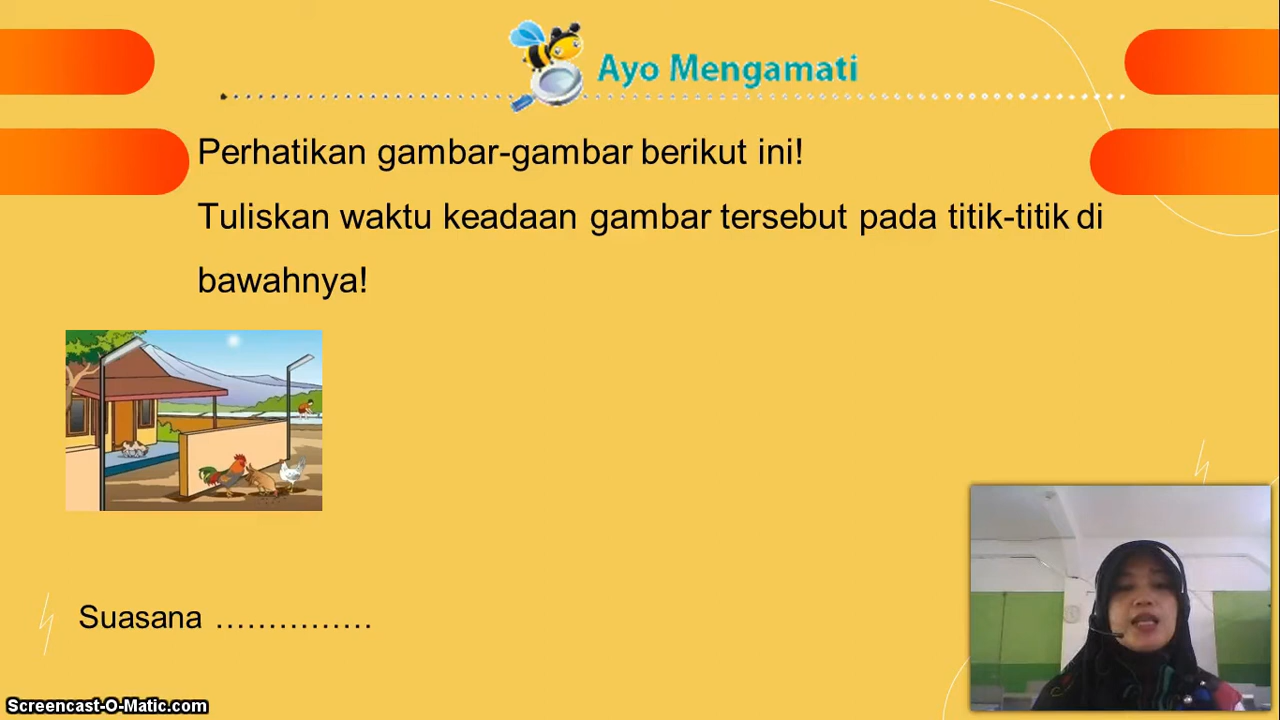 Ayo Mengamati
Perhatikan gambar-gambar berikut ini!
Tuliskan waktu keadaan gambar tersebut pada titik-titik di
bawahnya!
Suasana ……………
Screencast-O-Matic.com